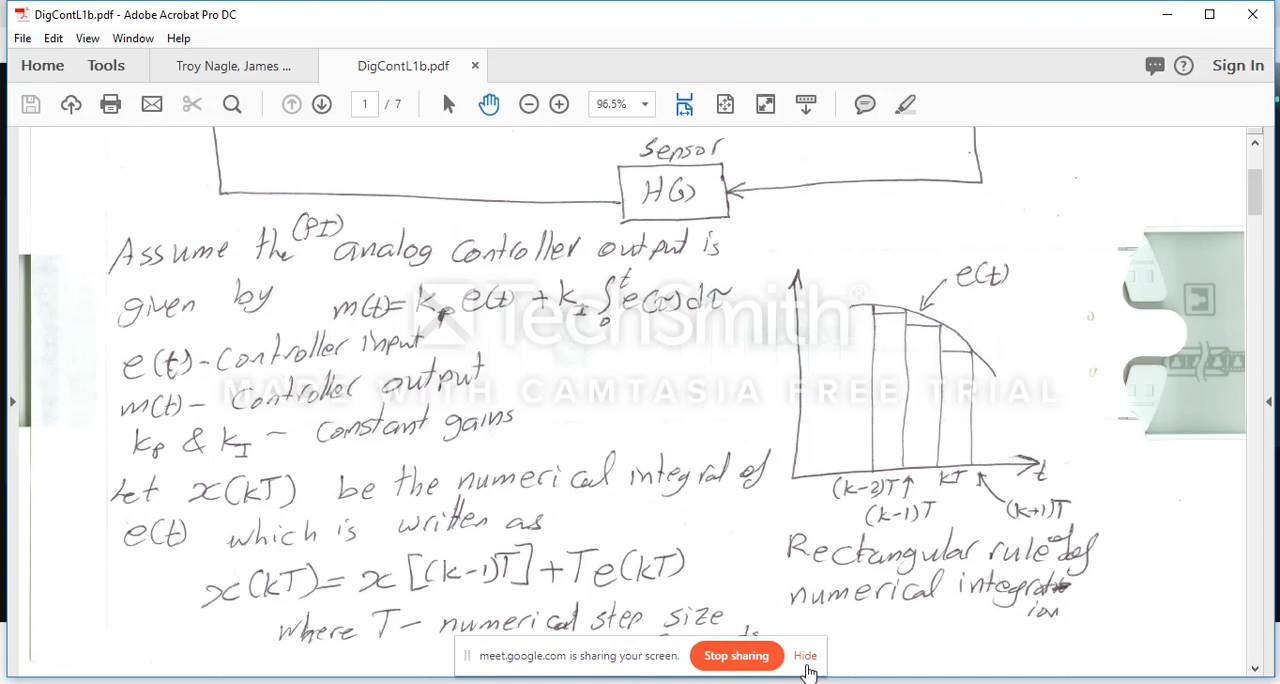 DigContL1b.pdf - Adobe Acrobat Pro DC
File Edit View Window Help
Home Tools Troy Nagle, James ... DigContL1b.pdf × Sign In
1 / 7 96.5%
Sensor
H(s)
Assume the (PI) analog controller output is
given by m(t) = kp e(t) + kI ∫₀ᵗ e(τ) dτ
e(t) - controller input
m(t) - controller output
kp & kI - constant gains
Let x(kT) be the numerical integral of
e(t) which is written as
x(kT) = x[(k-1)T] + Te(kT)
where T - numerical step size
e(t)
t
(k-2)T
(k-1)T
kT
(k+1)T
Rectangular rule of
numerical integrat
ion
TechSmith
MADE WITH CAMTASIA FREE TRIAL
meet.google.com is sharing your screen. Stop sharing Hide